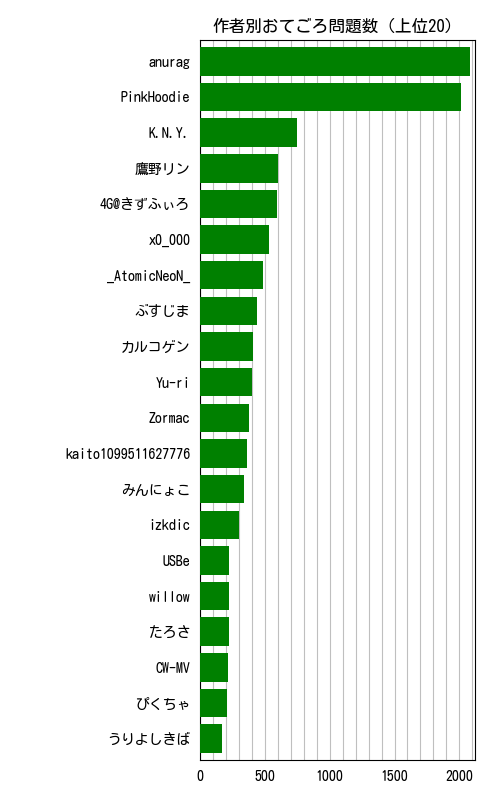 作者別おてごろ問題数（上位20）
anurag
PinkHoodie
K.N.Y.
鷹野リン
4G@きずふぃろ
x0_000
_AtomicNeoN_
ぶすじま
カルコゲン
Yu-ri
Zormac
kaito1099511627776
みんにょこ
izkdic
USBe
willow
たろさ
CW-MV
ぴくちゃ
うりよしきば
0 500 1000 1500 2000